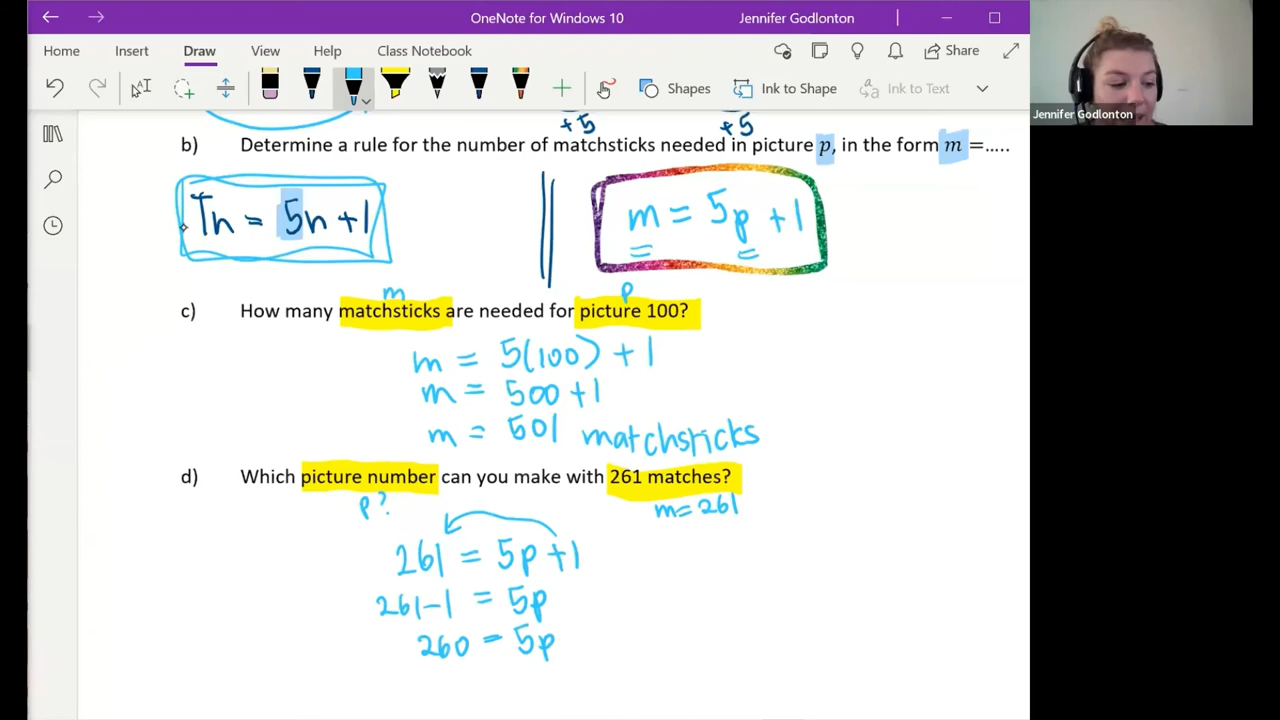 OneNote for Windows 10
Jennifer Godlonton
Home Insert Draw View Help Class Notebook Share
Shapes Ink to Shape Ink to Text
Jennifer Godlonton
+5 +5
b) Determine a rule for the number of matchsticks needed in picture p, in the form m =.....
Tn = 5n +1
m = 5p +1
m p
c) How many matchsticks are needed for picture 100?
m = 5(100) + 1
m = 500 +1
m = 501 matchsticks
d) Which picture number can you make with 261 matches?
p? m= 261
261 = 5p +1
261-1 = 5p
260 = 5p